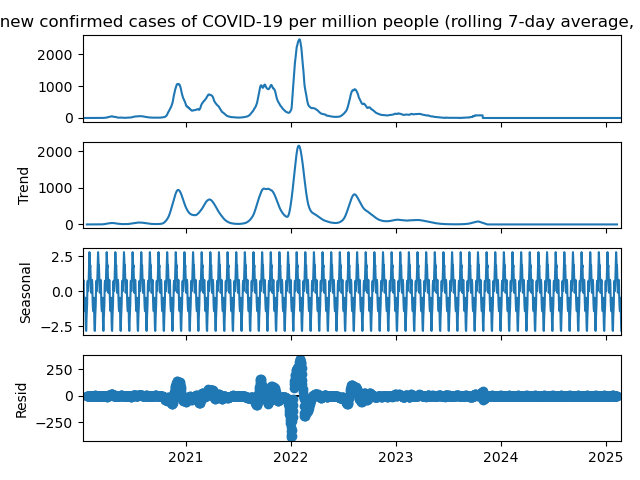 new confirmed cases of COVID-19 per million people (rolling 7-day average,
2000
1000
0
Trend
2000
1000
0
Seasonal
2.5
0.0
−2.5
Resid
250
0
−250
2021 2022 2023 2024 2025